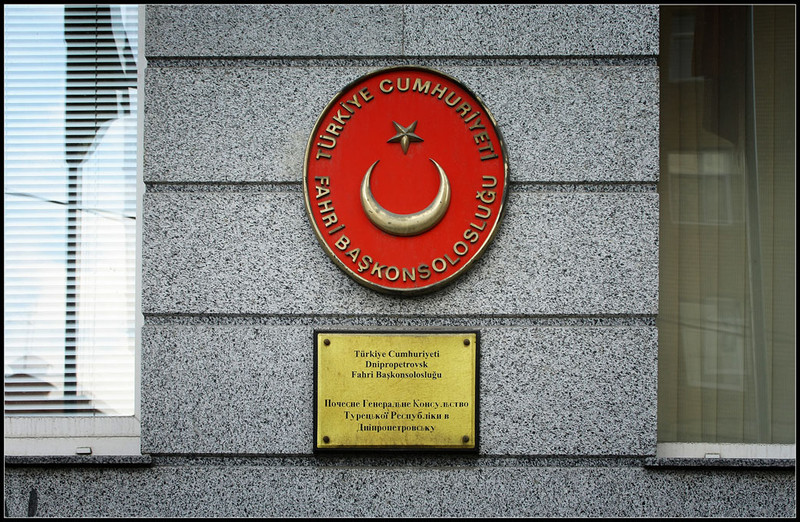 TÜRKİYE CUMHURİYETİ
FAHRİ BAŞKONSOLOSLUĞU
Türkiye Cumhuriyeti
Dnipropetrovsk
Fahri Başkonsolosluğu
Почесне Генеральне Консульство
Турецької Республіки в
Дніпропетровську